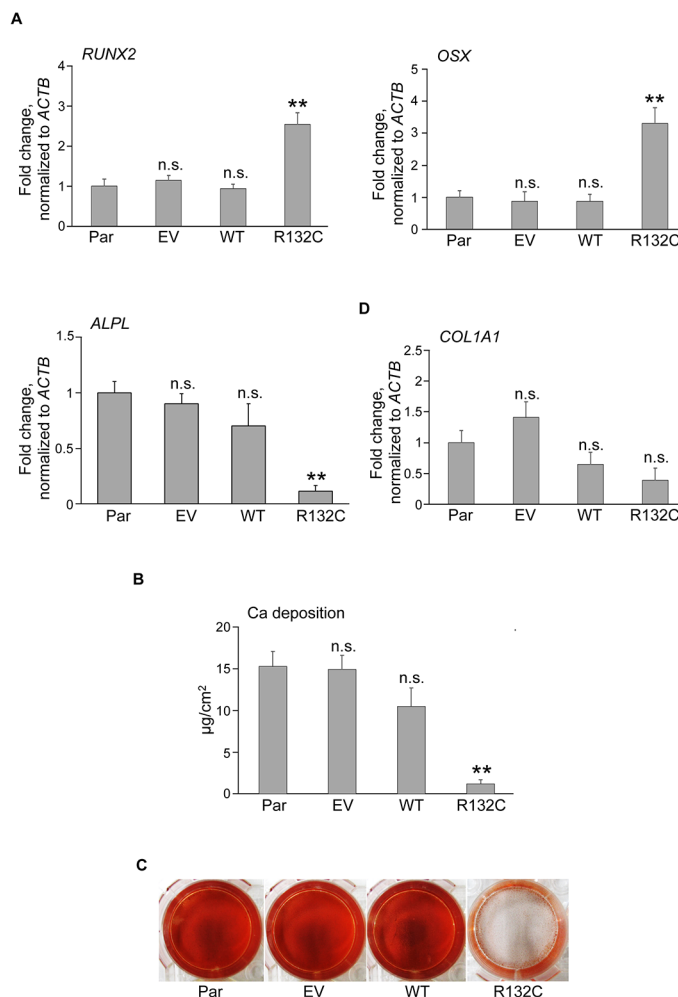 A
RUNX2
Fold change,
normalized to ACTB
4
3
2
1
0
n.s.
n.s.
**
Par EV WT R132C
OSX
Fold change,
normalized to ACTB
5
4
3
2
1
0
n.s.
n.s.
**
Par EV WT R132C
ALPL
Fold change,
normalized to ACTB
1.5
1
0.5
0
n.s.
n.s.
**
Par EV WT R132C
D
COL1A1
Fold change,
normalized to ACTB
2.5
2
1.5
1.0
0.5
0
n.s.
n.s.
n.s.
Par EV WT R132C
B
Ca deposition
µg/cm²
20
15
10
5
0
n.s.
n.s.
**
Par EV WT R132C
C
Par EV WT R132C